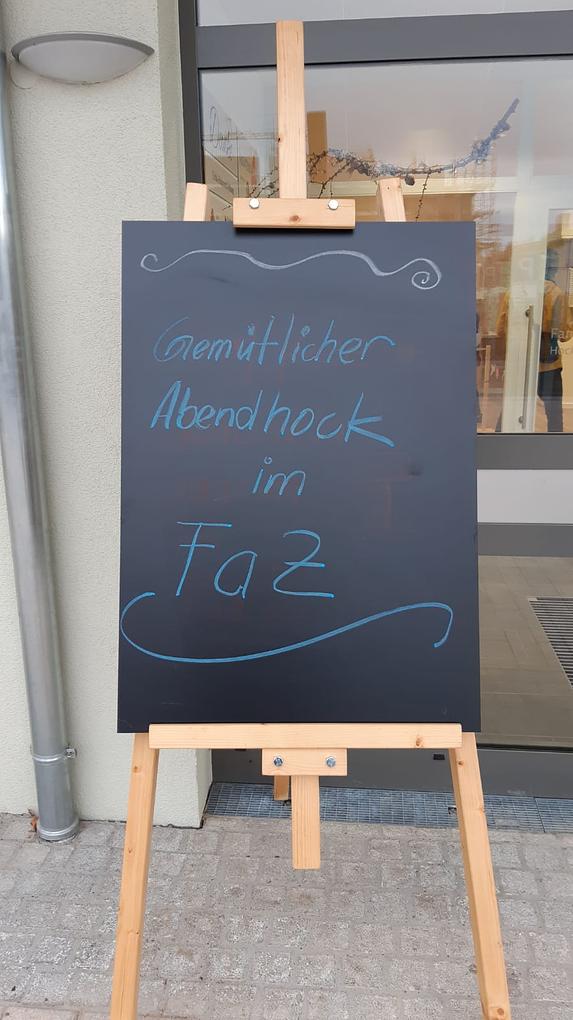 Gemütlicher
Abendhock
im
FaZ